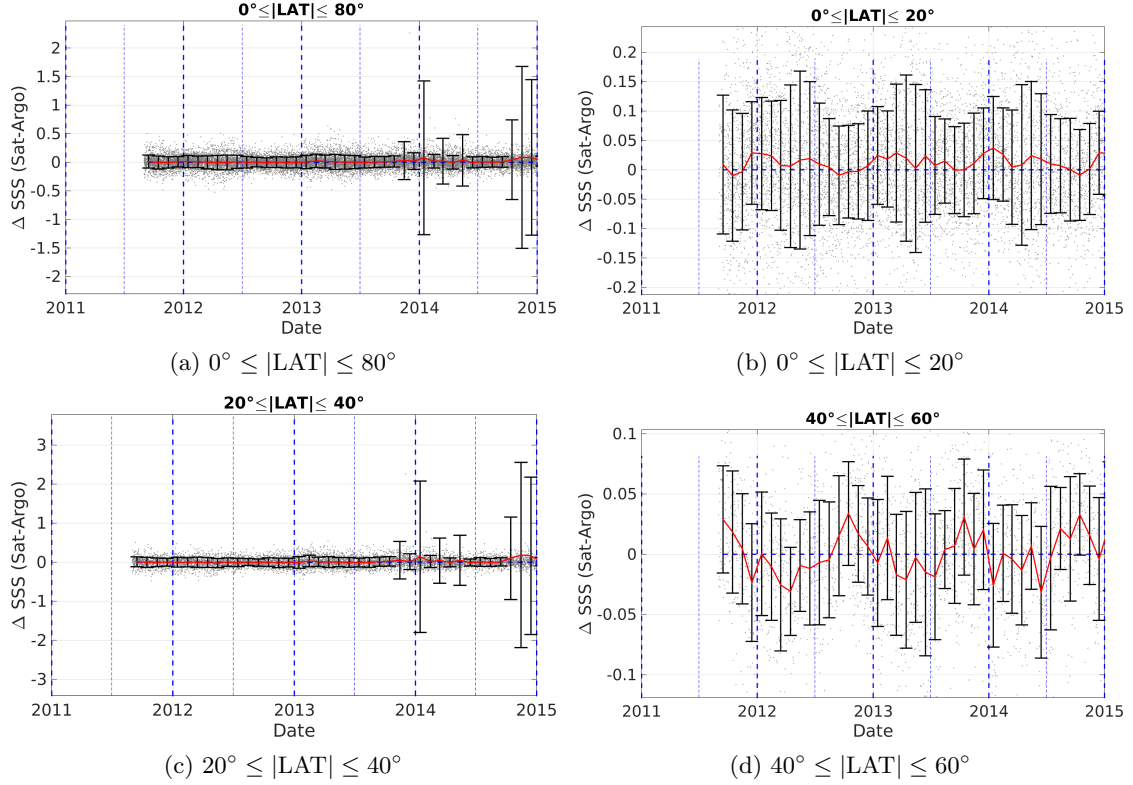 0°≤|LAT|≤ 80°
2
1.5
1
0.5
0
-0.5
-1
-1.5
-2
Δ SSS (Sat-Argo)
2011 2012 2013 2014 2015
Date
(a) 0° ≤ |LAT| ≤ 80°
0°≤|LAT|≤ 20°
0.2
0.15
0.1
0.05
0
-0.05
-0.1
-0.15
-0.2
Δ SSS (Sat-Argo)
2011 2012 2013 2014 2015
Date
(b) 0° ≤ |LAT| ≤ 20°
20°≤|LAT|≤ 40°
3
2
1
0
-1
-2
-3
Δ SSS (Sat-Argo)
2011 2012 2013 2014 2015
Date
(c) 20° ≤ |LAT| ≤ 40°
40°≤|LAT|≤ 60°
0.1
0.05
0
-0.05
-0.1
Δ SSS (Sat-Argo)
2011 2012 2013 2014 2015
Date
(d) 40° ≤ |LAT| ≤ 60°